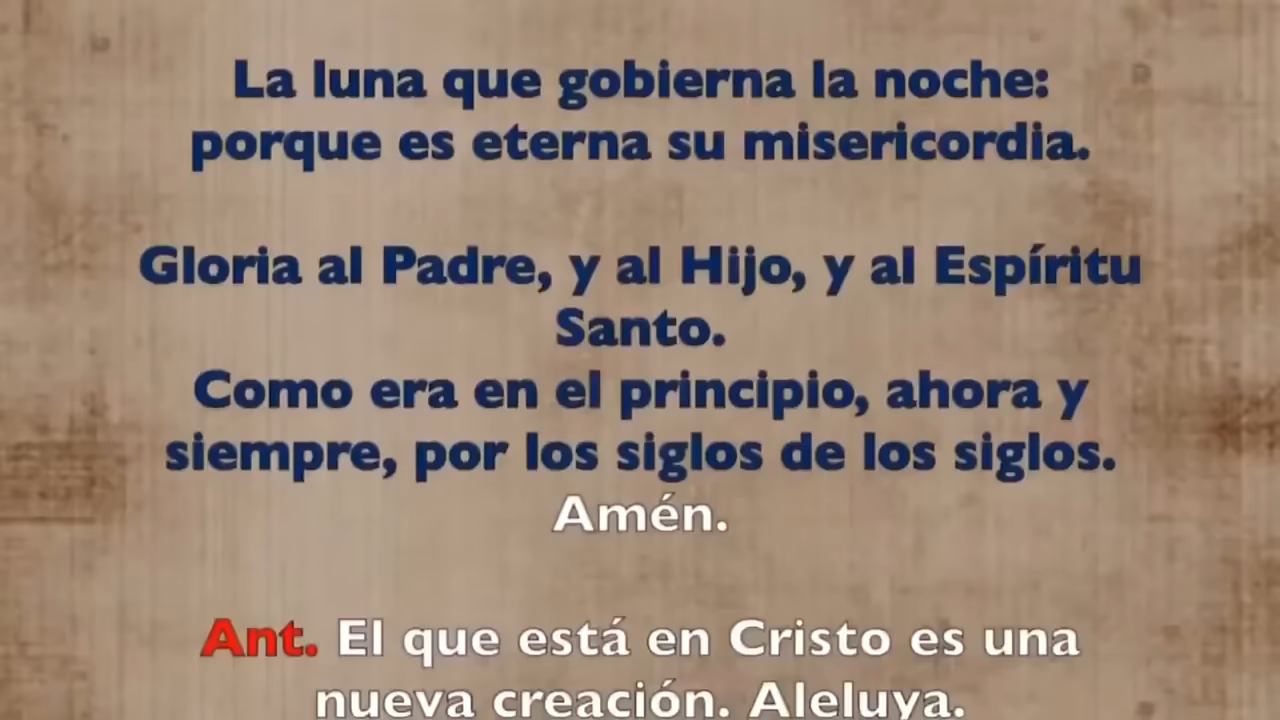 La luna que gobierna la noche:
porque es eterna su misericordia.
Gloria al Padre, y al Hijo, y al Espíritu
Santo.
Como era en el principio, ahora y
siempre, por los siglos de los siglos.
Amén.
Ant. El que está en Cristo es una
nueva creación. Aleluya.